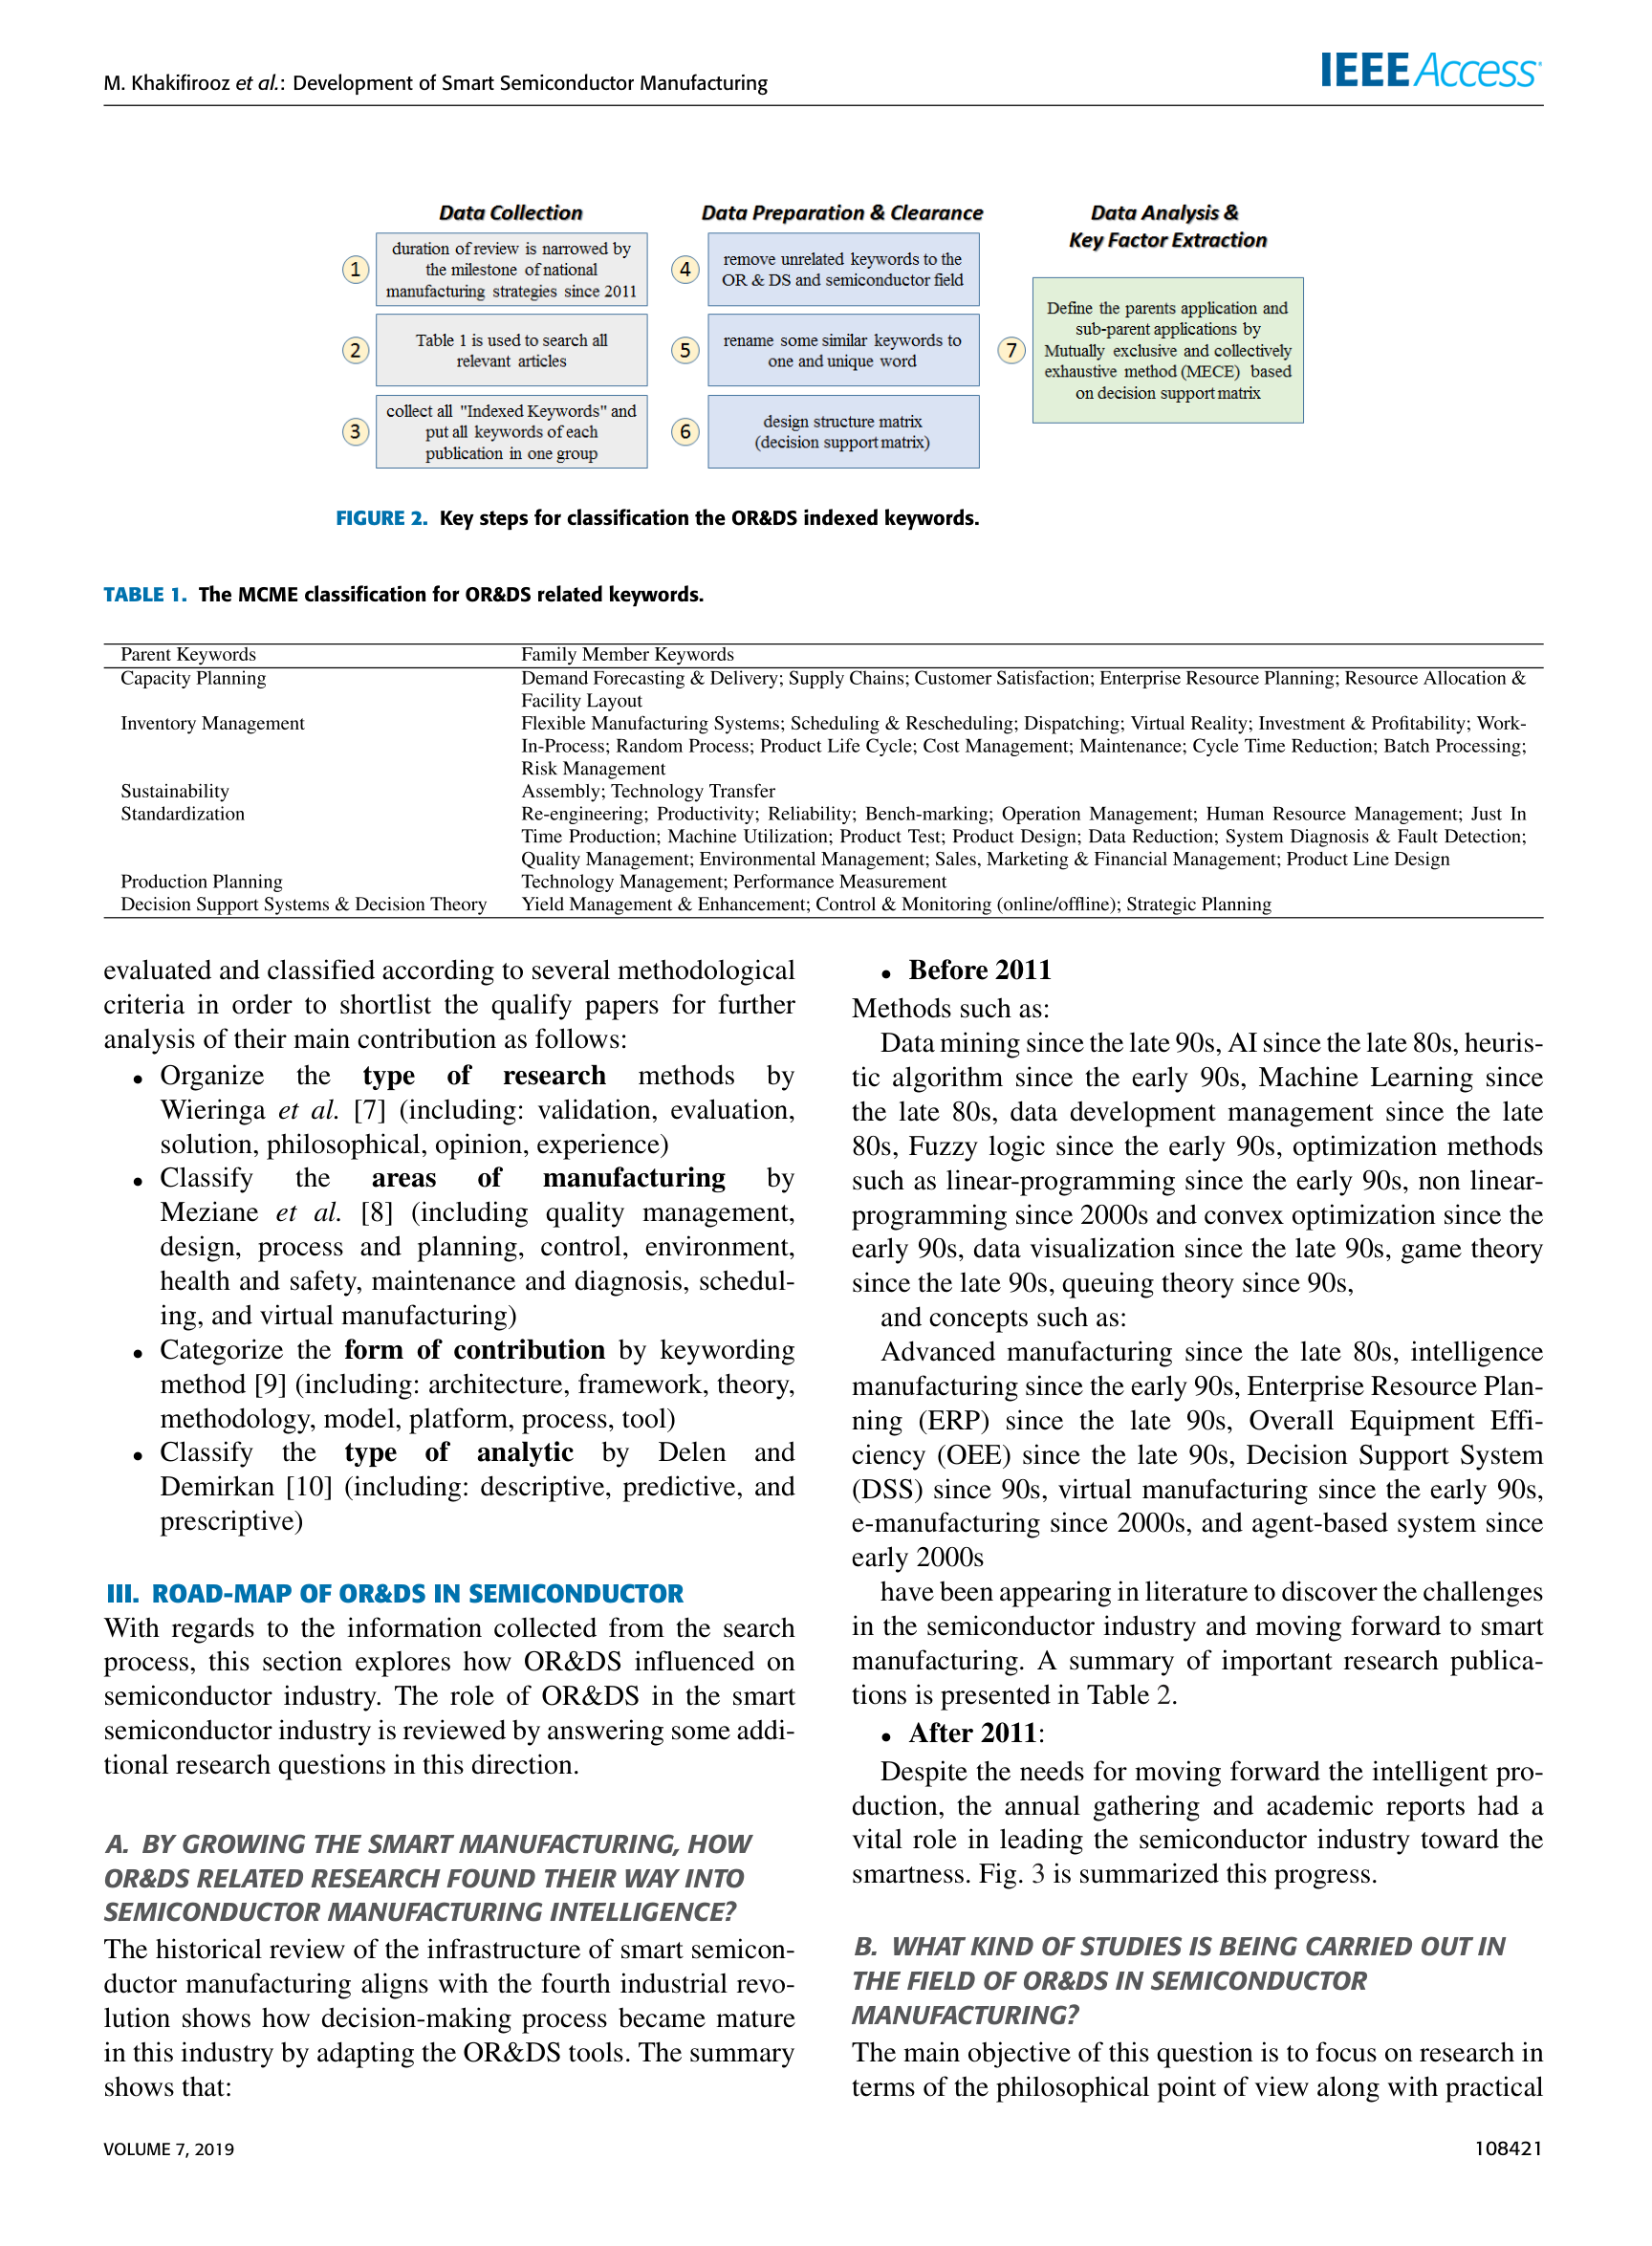 M. Khakifirooz et al.: Development of Smart Semiconductor Manufacturing
IEEE Access
Data Collection
1
duration of review is narrowed by
the milestone of national
manufacturing strategies since 2011
2
Table 1 is used to search all
relevant articles
3
collect all "Indexed Keywords" and
put all keywords of each
publication in one group
Data Preparation & Clearance
4
remove unrelated keywords to the
OR & DS and semiconductor field
5
rename some similar keywords to
one and unique word
6
design structure matrix
(decision support matrix)
Data Analysis &
Key Factor Extraction
7
Define the parents application and
sub-parent applications by
Mutually exclusive and collectively
exhaustive method (MECE) based
on decision support matrix
FIGURE 2. Key steps for classification the OR&DS indexed keywords.
TABLE 1. The MCME classification for OR&DS related keywords.
Parent Keywords Family Member Keywords
Capacity Planning Demand Forecasting & Delivery; Supply Chains; Customer Satisfaction; Enterprise Resource Planning; Resource Allocation &
Facility Layout
Inventory Management Flexible Manufacturing Systems; Scheduling & Rescheduling; Dispatching; Virtual Reality; Investment & Profitability; Work-
In-Process; Random Process; Product Life Cycle; Cost Management; Maintenance; Cycle Time Reduction; Batch Processing;
Risk Management
Sustainability Assembly; Technology Transfer
Standardization Re-engineering; Productivity; Reliability; Bench-marking; Operation Management; Human Resource Management; Just In
Time Production; Machine Utilization; Product Test; Product Design; Data Reduction; System Diagnosis & Fault Detection;
Quality Management; Environmental Management; Sales, Marketing & Financial Management; Product Line Design
Production Planning Technology Management; Performance Measurement
Decision Support Systems & Decision Theory Yield Management & Enhancement; Control & Monitoring (online/offline); Strategic Planning
evaluated and classified according to several methodological
criteria in order to shortlist the qualify papers for further
analysis of their main contribution as follows:
• Organize the type of research methods by
Wieringa et al. [7] (including: validation, evaluation,
solution, philosophical, opinion, experience)
• Classify the areas of manufacturing by
Meziane et al. [8] (including quality management,
design, process and planning, control, environment,
health and safety, maintenance and diagnosis, schedul-
ing, and virtual manufacturing)
• Categorize the form of contribution by keywording
method [9] (including: architecture, framework, theory,
methodology, model, platform, process, tool)
• Classify the type of analytic by Delen and
Demirkan [10] (including: descriptive, predictive, and
prescriptive)
III. ROAD-MAP OF OR&DS IN SEMICONDUCTOR
With regards to the information collected from the search
process, this section explores how OR&DS influenced on
semiconductor industry. The role of OR&DS in the smart
semiconductor industry is reviewed by answering some addi-
tional research questions in this direction.
A. BY GROWING THE SMART MANUFACTURING, HOW
OR&DS RELATED RESEARCH FOUND THEIR WAY INTO
SEMICONDUCTOR MANUFACTURING INTELLIGENCE?
The historical review of the infrastructure of smart semicon-
ductor manufacturing aligns with the fourth industrial revo-
lution shows how decision-making process became mature
in this industry by adapting the OR&DS tools. The summary
shows that:
• Before 2011
Methods such as:
Data mining since the late 90s, AI since the late 80s, heuris-
tic algorithm since the early 90s, Machine Learning since
the late 80s, data development management since the late
80s, Fuzzy logic since the early 90s, optimization methods
such as linear-programming since the early 90s, non linear-
programming since 2000s and convex optimization since the
early 90s, data visualization since the late 90s, game theory
since the late 90s, queuing theory since 90s,
and concepts such as:
Advanced manufacturing since the late 80s, intelligence
manufacturing since the early 90s, Enterprise Resource Plan-
ning (ERP) since the late 90s, Overall Equipment Effi-
ciency (OEE) since the late 90s, Decision Support System
(DSS) since 90s, virtual manufacturing since the early 90s,
e-manufacturing since 2000s, and agent-based system since
early 2000s
have been appearing in literature to discover the challenges
in the semiconductor industry and moving forward to smart
manufacturing. A summary of important research publica-
tions is presented in Table 2.
• After 2011:
Despite the needs for moving forward the intelligent pro-
duction, the annual gathering and academic reports had a
vital role in leading the semiconductor industry toward the
smartness. Fig. 3 is summarized this progress.
B. WHAT KIND OF STUDIES IS BEING CARRIED OUT IN
THE FIELD OF OR&DS IN SEMICONDUCTOR
MANUFACTURING?
The main objective of this question is to focus on research in
terms of the philosophical point of view along with practical
VOLUME 7, 2019
108421